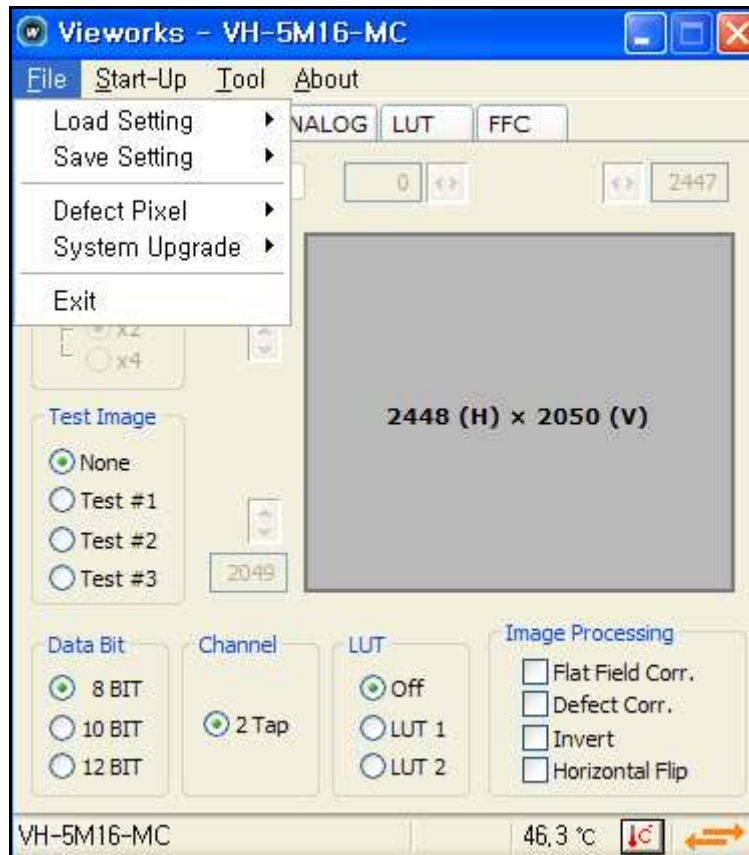 Vieworks - VH-5M16-MC
File Start-Up Tool About
Load Setting
Save Setting
Defect Pixel
System Upgrade
Exit
NALOG LUT FFC
0 2447
x2
x4
2448 (H) × 2050 (V)
Test Image
None
Test #1
Test #2
Test #3
2049
Data Bit
8 BIT
10 BIT
12 BIT
Channel
2 Tap
LUT
Off
LUT 1
LUT 2
Image Processing
Flat Field Corr.
Defect Corr.
Invert
Horizontal Flip
VH-5M16-MC 46,3 ℃